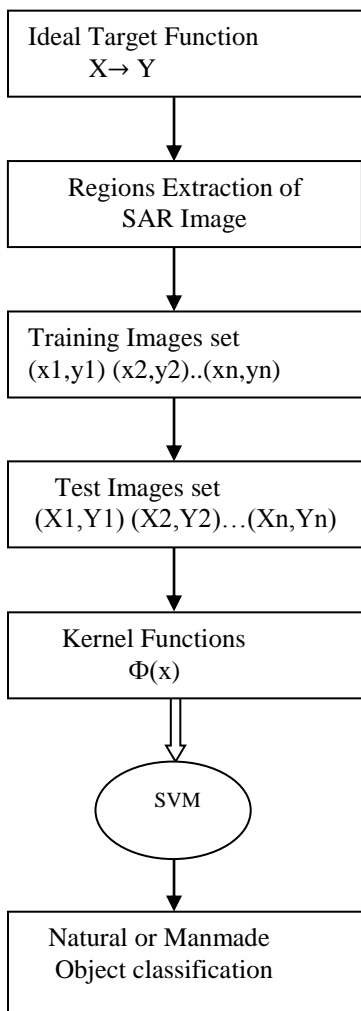 Ideal Target Function
X→ Y
Regions Extraction of
SAR Image
Training Images set
(x1,y1) (x2,y2)..(xn,yn)
Test Images set
(X1,Y1) (X2,Y2)…(Xn,Yn)
Kernel Functions
Φ(x)
SVM
Natural or Manmade
Object classification